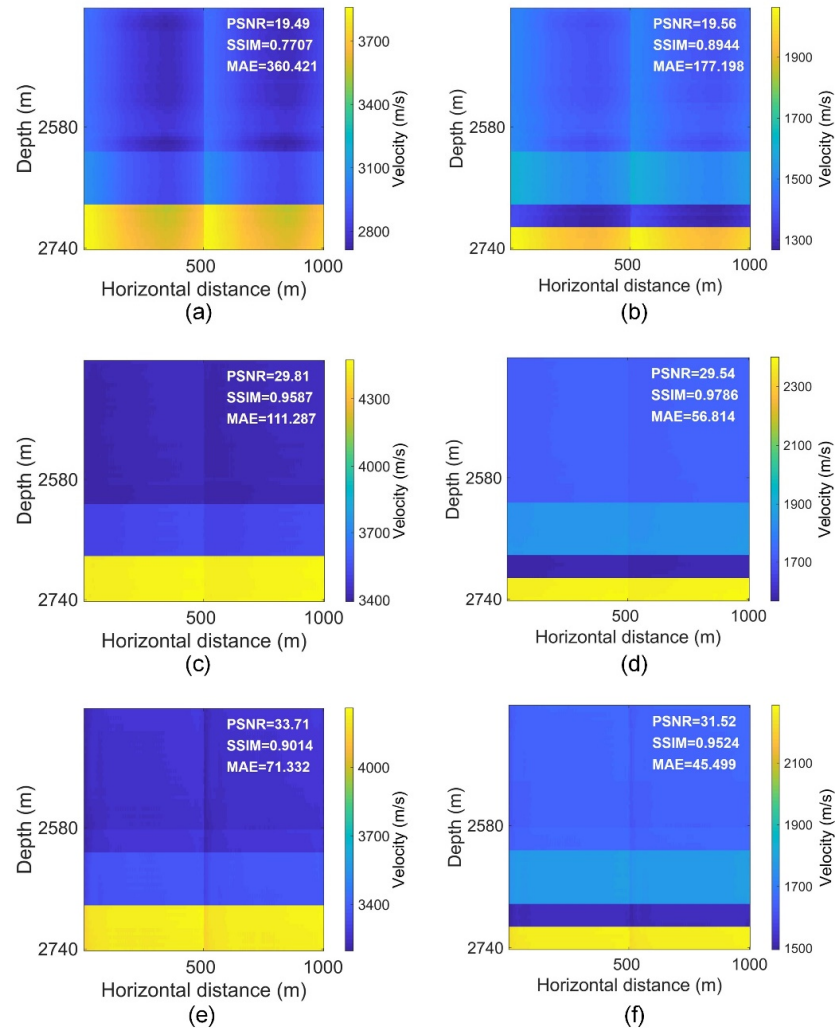 PSNR=19.49
SSIM=0.7707
MAE=360.421
Depth (m)
2580
2740
500
1000
Horizontal distance (m)
3700
3400
3100
2800
Velocity (m/s)
(a)
PSNR=19.56
SSIM=0.8944
MAE=177.198
Depth (m)
2580
2740
500
1000
Horizontal distance (m)
1900
1700
1500
1300
Velocity (m/s)
(b)
PSNR=29.81
SSIM=0.9587
MAE=111.287
Depth (m)
2580
2740
500
1000
Horizontal distance (m)
4300
4000
3700
3400
Velocity (m/s)
(c)
PSNR=29.54
SSIM=0.9786
MAE=56.814
Depth (m)
2580
2740
500
1000
Horizontal distance (m)
2300
2100
1900
1700
Velocity (m/s)
(d)
PSNR=33.71
SSIM=0.9014
MAE=71.332
Depth (m)
2580
2740
500
1000
Horizontal distance (m)
4000
3700
3400
Velocity (m/s)
(e)
PSNR=31.52
SSIM=0.9524
MAE=45.499
Depth (m)
2580
2740
500
1000
Horizontal distance (m)
2100
1900
1700
1500
Velocity (m/s)
(f)